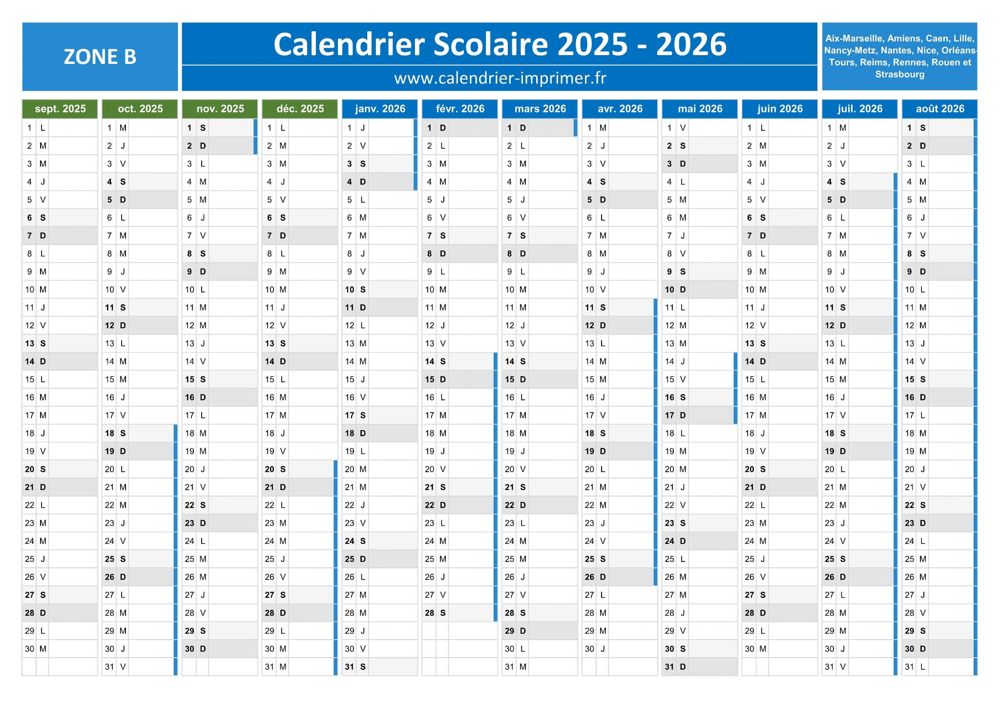 ZONE B
Calendrier Scolaire 2025 - 2026
www.calendrier-imprimer.fr
Aix-Marseille, Amiens, Caen, Lille,
Nancy-Metz, Nantes, Nice, Orléans-
Tours, Reims, Rennes, Rouen et
Strasbourg
sept. 2025 oct. 2025 nov. 2025 déc. 2025 janv. 2026 févr. 2026 mars 2026 avr. 2026 mai 2026 juin 2026 juil. 2026 août 2026
1 L 1 M 1 S 1 L 1 J 1 D 1 D 1 M 1 V 1 L 1 M 1 S
2 M 2 J 2 D 2 M 2 V 2 L 2 L 2 J 2 S 2 M 2 J 2 D
3 M 3 V 3 L 3 M 3 S 3 M 3 M 3 V 3 D 3 M 3 V 3 L
4 J 4 S 4 M 4 J 4 D 4 M 4 M 4 S 4 L 4 J 4 S 4 M
5 V 5 D 5 M 5 V 5 L 5 J 5 J 5 D 5 M 5 V 5 D 5 M
6 S 6 L 6 J 6 S 6 M 6 V 6 V 6 L 6 M 6 S 6 L 6 J
7 D 7 M 7 V 7 D 7 M 7 S 7 S 7 M 7 J 7 D 7 M 7 V
8 L 8 M 8 S 8 L 8 J 8 D 8 D 8 M 8 V 8 L 8 M 8 S
9 M 9 J 9 D 9 M 9 V 9 L 9 L 9 J 9 S 9 M 9 J 9 D
10 M 10 V 10 L 10 M 10 S 10 M 10 M 10 V 10 D 10 M 10 V 10 L
11 J 11 S 11 M 11 J 11 D 11 M 11 M 11 S 11 L 11 J 11 S 11 M
12 V 12 D 12 M 12 V 12 L 12 J 12 J 12 D 12 M 12 V 12 D 12 M
13 S 13 L 13 J 13 S 13 M 13 V 13 V 13 L 13 M 13 S 13 L 13 J
14 D 14 M 14 V 14 D 14 M 14 S 14 S 14 M 14 J 14 D 14 M 14 V
15 L 15 M 15 S 15 L 15 J 15 D 15 D 15 M 15 V 15 L 15 M 15 S
16 M 16 J 16 D 16 M 16 V 16 L 16 L 16 J 16 S 16 M 16 J 16 D
17 M 17 V 17 L 17 M 17 S 17 M 17 M 17 V 17 D 17 M 17 V 17 L
18 J 18 S 18 M 18 J 18 D 18 M 18 M 18 S 18 L 18 J 18 S 18 M
19 V 19 D 19 M 19 V 19 L 19 J 19 J 19 D 19 M 19 V 19 D 19 M
20 S 20 L 20 J 20 S 20 M 20 V 20 V 20 L 20 M 20 S 20 L 20 J
21 D 21 M 21 V 21 D 21 M 21 S 21 S 21 M 21 J 21 D 21 M 21 V
22 L 22 M 22 S 22 L 22 J 22 D 22 D 22 M 22 V 22 L 22 M 22 S
23 M 23 J 23 D 23 M 23 V 23 L 23 L 23 J 23 S 23 M 23 J 23 D
24 M 24 V 24 L 24 M 24 S 24 M 24 M 24 V 24 D 24 M 24 V 24 L
25 J 25 S 25 M 25 J 25 D 25 M 25 M 25 S 25 L 25 J 25 S 25 M
26 V 26 D 26 M 26 V 26 L 26 J 26 J 26 D 26 M 26 V 26 D 26 M
27 S 27 L 27 J 27 S 27 M 27 V 27 V 27 L 27 M 27 S 27 L 27 J
28 D 28 M 28 V 28 D 28 M 28 S 28 S 28 M 28 J 28 D 28 M 28 V
29 L 29 M 29 S 29 L 29 J 29 D 29 M 29 V 29 L 29 M 29 S
30 M 30 J 30 D 30 M 30 V 30 L 30 J 30 S 30 M 30 J 30 D
31 V 31 M 31 S 31 M 31 D 31 V 31 L